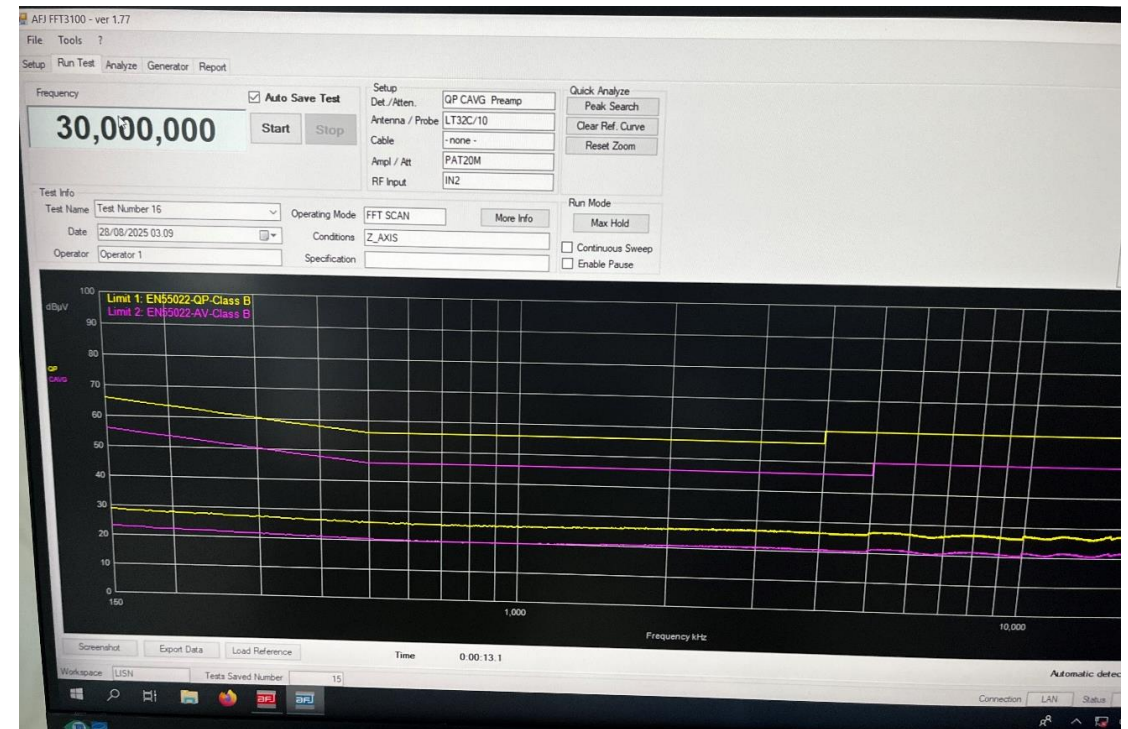 AFJ FFT3100 - ver 1.77
File Tools ?
Setup Run Test Analyze Generator Report
Frequency
30,000,000
Auto Save Test
Start Stop
Setup
Det./Atten. QP CAVG Preamp
Antenna / Probe LT32C/10
Cable - none -
Ampl / Att PAT20M
RF Input IN2
Quick Analyze
Peak Search
Clear Ref. Curve
Reset Zoom
Test Info
Test Name Test Number 16
Date 28/08/2025 03.09
Operator Operator 1
Operating Mode FFT SCAN More Info
Conditions Z_AXIS
Specification
Run Mode
Max Hold
Continuous Sweep
Enable Pause
dBµV
Limit 1: EN55022-QP-Class B
Limit 2: EN55022-AV-Class B
QP
CAVG
100
90
80
70
60
50
40
30
20
10
0
150 1,000 10,000
Frequency kHz
Screenshot Export Data Load Reference Time 0:00:13.1
Automatic detec
Workspace LISN Tests Saved Number 15
Connection LAN Status
AFJ AFJ